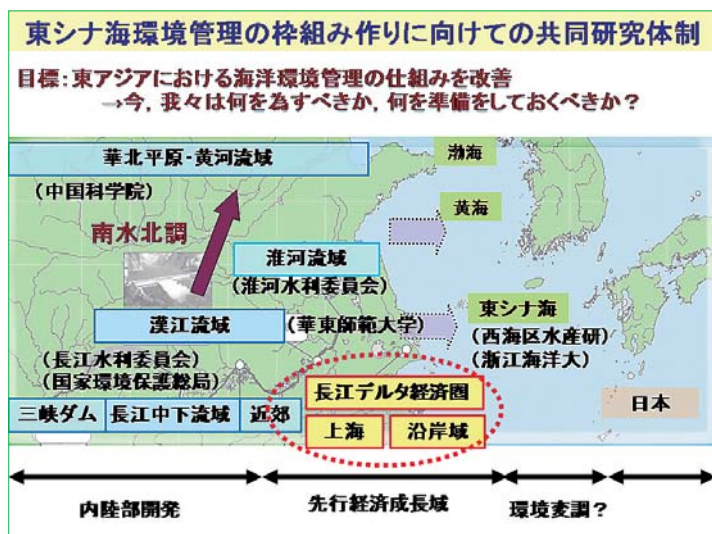 東シナ海環境管理の枠組み作りに向けての共同研究体制
目標:東アジアにおける海洋環境管理の仕組みを改善
→今,我々は何を為すべきか,何を準備をしておくべきか?
華北平原・黄河流域
(中国科学院)
渤海
黄海
南水北調
淮河流域
(淮河水利委員会)
漢江流域
(華東師範大学)
東シナ海
(西海区水産研)
(浙江海洋大)
(長江水利委員会)
(国家環境保護総局)
三峡ダム
長江中下流域
近郊
長江デルタ経済圏
上海
沿岸域
日本
内陸部開発
先行経済成長域
環境変調?